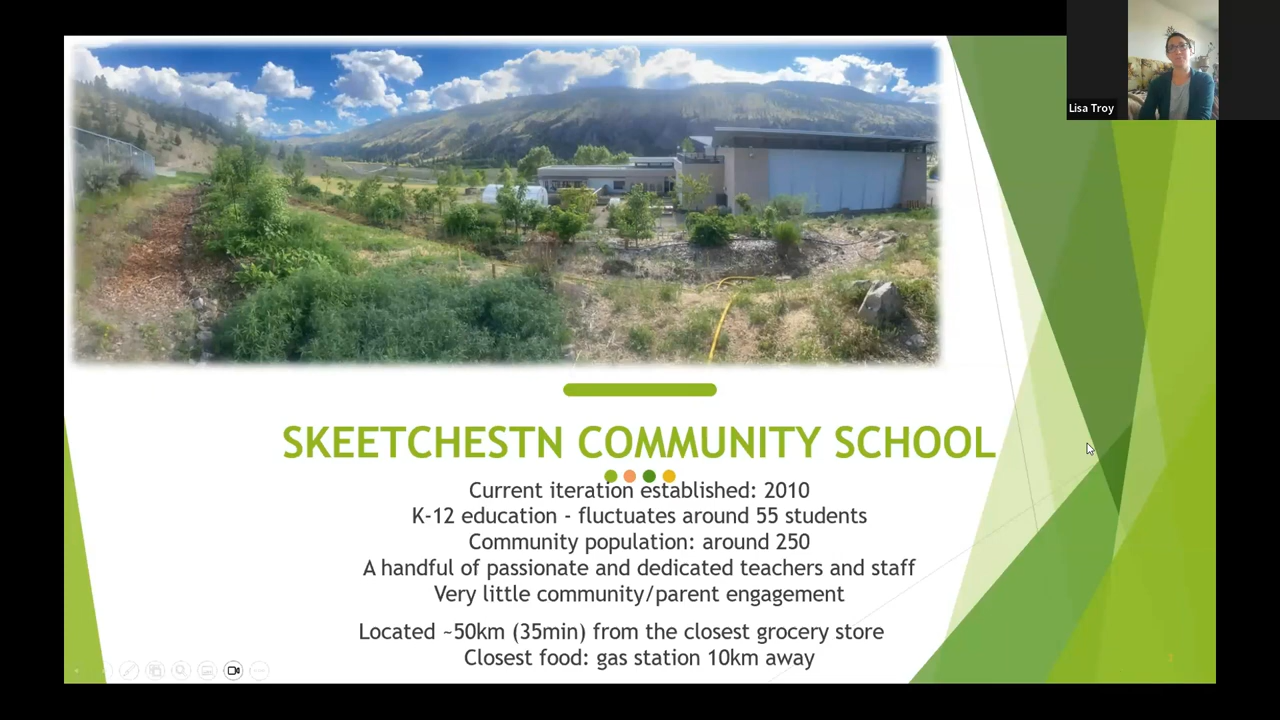 Lisa Troy
SKEETCHESTN COMMUNITY SCHOOL
Current iteration established: 2010
K-12 education - fluctuates around 55 students
Community population: around 250
A handful of passionate and dedicated teachers and staff
Very little community/parent engagement
Located ~50km (35min) from the closest grocery store
Closest food: gas station 10km away